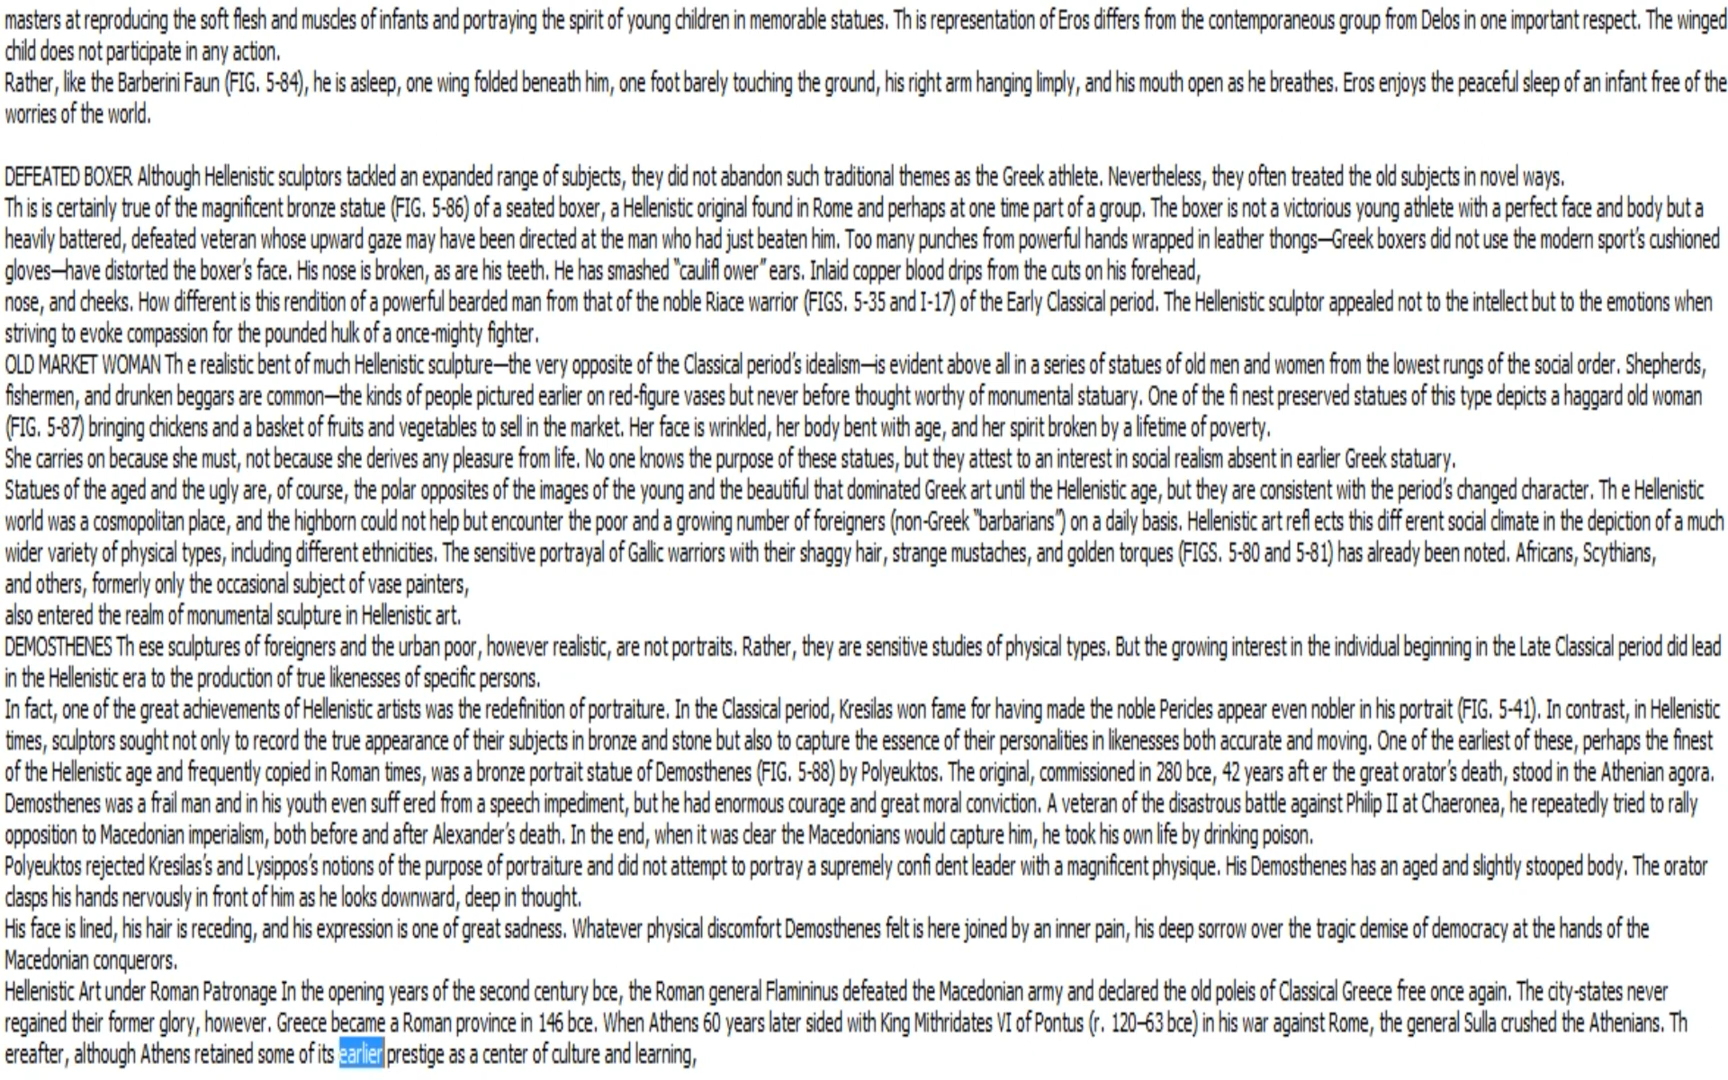 masters at reproducing the soft flesh and muscles of infants and portraying the spirit of young children in memorable statues. Th is representation of Eros differs from the contemporaneous group from Delos in one important respect. The winged
child does not participate in any action.
Rather, like the Barberini Faun (FIG. 5-84), he is asleep, one wing folded beneath him, one foot barely touching the ground, his right arm hanging limply, and his mouth open as he breathes. Eros enjoys the peaceful sleep of an infant free of the
worries of the world.
DEFEATED BOXER Although Hellenistic sculptors tackled an expanded range of subjects, they did not abandon such traditional themes as the Greek athlete. Nevertheless, they often treated the old subjects in novel ways.
Th is is certainly true of the magnificent bronze statue (FIG. 5-86) of a seated boxer, a Hellenistic original found in Rome and perhaps at one time part of a group. The boxer is not a victorious young athlete with a perfect face and body but a
heavily battered, defeated veteran whose upward gaze may have been directed at the man who had just beaten him. Too many punches from powerful hands wrapped in leather thongs—Greek boxers did not use the modern sport's cushioned
gloves—have distorted the boxer's face. His nose is broken, as are his teeth. He has smashed "caulifl ower" ears. Inlaid copper blood drips from the cuts on his forehead,
nose, and cheeks. How different is this rendition of a powerful bearded man from that of the noble Riace warrior (FIGS. 5-35 and I-17) of the Early Classical period. The Hellenistic sculptor appealed not to the intellect but to the emotions when
striving to evoke compassion for the pounded hulk of a once-mighty fighter.
OLD MARKET WOMAN Th e realistic bent of much Hellenistic sculpture—the very opposite of the Classical period's idealism—is evident above all in a series of statues of old men and women from the lowest rungs of the social order. Shepherds,
fishermen, and drunken beggars are common—the kinds of people pictured earlier on red-figure vases but never before thought worthy of monumental statuary. One of the fi nest preserved statues of this type depicts a haggard old woman
(FIG. 5-87) bringing chickens and a basket of fruits and vegetables to sell in the market. Her face is wrinkled, her body bent with age, and her spirit broken by a lifetime of poverty.
She carries on because she must, not because she derives any pleasure from life. No one knows the purpose of these statues, but they attest to an interest in social realism absent in earlier Greek statuary.
Statues of the aged and the ugly are, of course, the polar opposites of the images of the young and the beautiful that dominated Greek art until the Hellenistic age, but they are consistent with the period's changed character. Th e Hellenistic
world was a cosmopolitan place, and the highborn could not help but encounter the poor and a growing number of foreigners (non-Greek "barbarians") on a daily basis. Hellenistic art refl ects this diff erent social climate in the depiction of a much
wider variety of physical types, including different ethnicities. The sensitive portrayal of Gallic warriors with their shaggy hair, strange mustaches, and golden torques (FIGS. 5-80 and 5-81) has already been noted. Africans, Scythians,
and others, formerly only the occasional subject of vase painters,
also entered the realm of monumental sculpture in Hellenistic art.
DEMOSTHENES Th ese sculptures of foreigners and the urban poor, however realistic, are not portraits. Rather, they are sensitive studies of physical types. But the growing interest in the individual beginning in the Late Classical period did lead
in the Hellenistic era to the production of true likenesses of specific persons.
In fact, one of the great achievements of Hellenistic artists was the redefinition of portraiture. In the Classical period, Kresilas won fame for having made the noble Pericles appear even nobler in his portrait (FIG. 5-41). In contrast, in Hellenistic
times, sculptors sought not only to record the true appearance of their subjects in bronze and stone but also to capture the essence of their personalities in likenesses both accurate and moving. One of the earliest of these, perhaps the finest
of the Hellenistic age and frequently copied in Roman times, was a bronze portrait statue of Demosthenes (FIG. 5-88) by Polyeuktos. The original, commissioned in 280 bce, 42 years aft er the great orator's death, stood in the Athenian agora.
Demosthenes was a frail man and in his youth even suff ered from a speech impediment, but he had enormous courage and great moral conviction. A veteran of the disastrous battle against Philip II at Chaeronea, he repeatedly tried to rally
opposition to Macedonian imperialism, both before and after Alexander's death. In the end, when it was clear the Macedonians would capture him, he took his own life by drinking poison.
Polyeuktos rejected Kresilas's and Lysippos's notions of the purpose of portraiture and did not attempt to portray a supremely confi dent leader with a magnificent physique. His Demosthenes has an aged and slightly stooped body. The orator
clasps his hands nervously in front of him as he looks downward, deep in thought.
His face is lined, his hair is receding, and his expression is one of great sadness. Whatever physical discomfort Demosthenes felt is here joined by an inner pain, his deep sorrow over the tragic demise of democracy at the hands of the
Macedonian conquerors.
Hellenistic Art under Roman Patronage In the opening years of the second century bce, the Roman general Flamininus defeated the Macedonian army and declared the old poleis of Classical Greece free once again. The city-states never
regained their former glory, however. Greece became a Roman province in 146 bce. When Athens 60 years later sided with King Mithridates VI of Pontus (r. 120–63 bce) in his war against Rome, the general Sulla crushed the Athenians. Th
ereafter, although Athens retained some of its earlier prestige as a center of culture and learning,